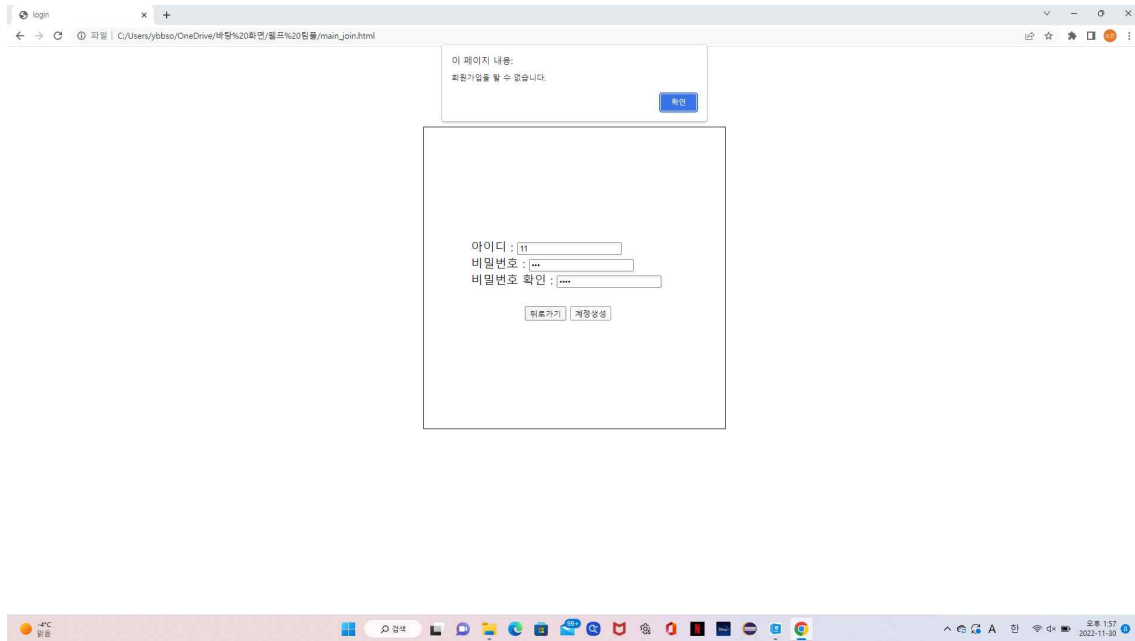 login
파일 C:/Users/ybbso/OneDrive/바탕%20화면/웹프%20팀플/main_join.html
이 페이지 내용:
회원가입을 할 수 없습니다.
확인
아이디 : 11
비밀번호 : •••
비밀번호 확인 : ••••
뒤로가기 계정생성
-4°C
맑음
검색
99+
A 한
오후 1:57
2022-11-30